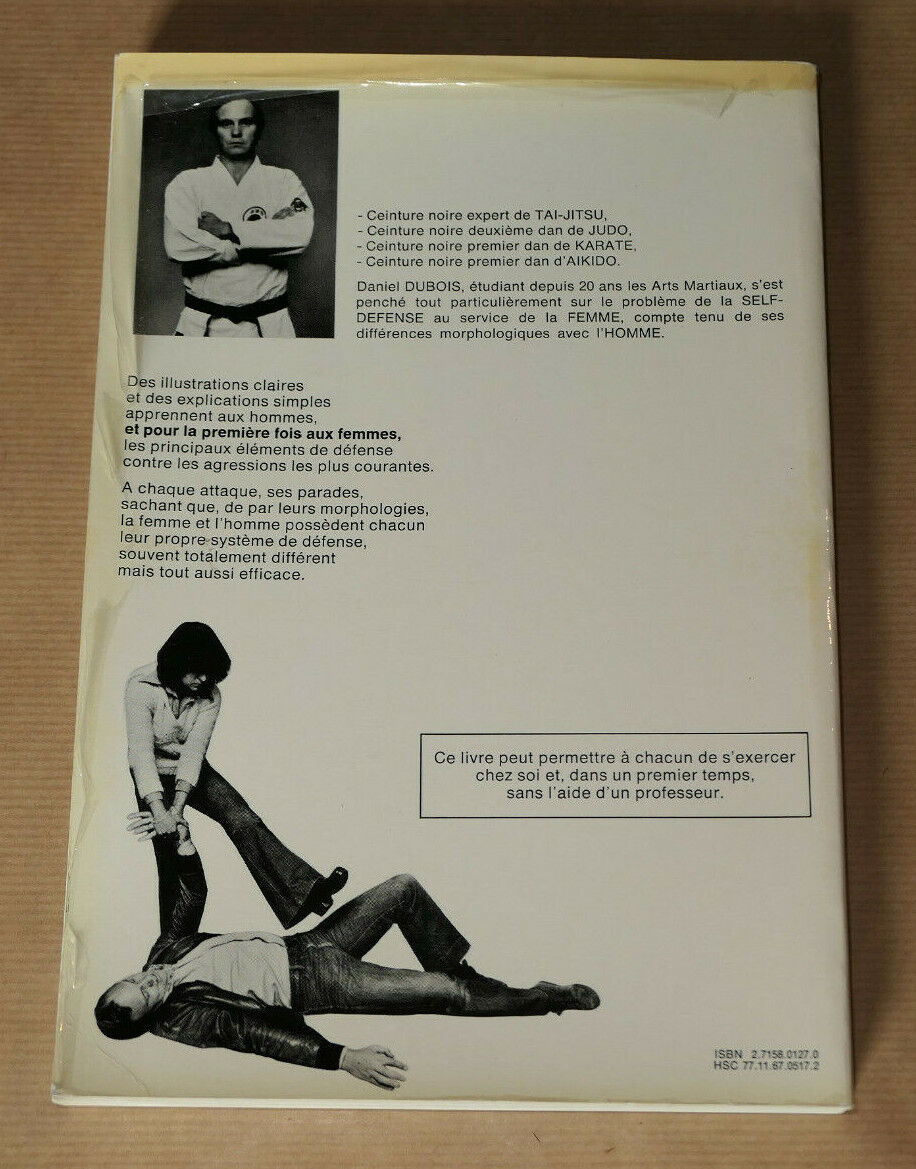 - Ceinture noire expert de TAI-JITSU,
- Ceinture noire deuxième dan de JUDO,
- Ceinture noire premier dan de KARATE,
- Ceinture noire premier dan d'AIKIDO.
Daniel DUBOIS, étudiant depuis 20 ans les Arts Martiaux, s'est
penché tout particulièrement sur le problème de la SELF-
DEFENSE au service de la FEMME, compte tenu de ses
différences morphologiques avec l'HOMME.
Des illustrations claires
et des explications simples
apprennent aux hommes,
et pour la première fois aux femmes,
les principaux éléments de défense
contre les agressions les plus courantes.
A chaque attaque, ses parades,
sachant que, de par leurs morphologies,
la femme et l'homme possèdent chacun
leur propre système de défense,
souvent totalement différent
mais tout aussi efficace.
Ce livre peut permettre à chacun de s'exercer
chez soi et, dans un premier temps,
sans l'aide d'un professeur.
ISBN 2.7158.0127.0
HSC 77.11.67.0517.2